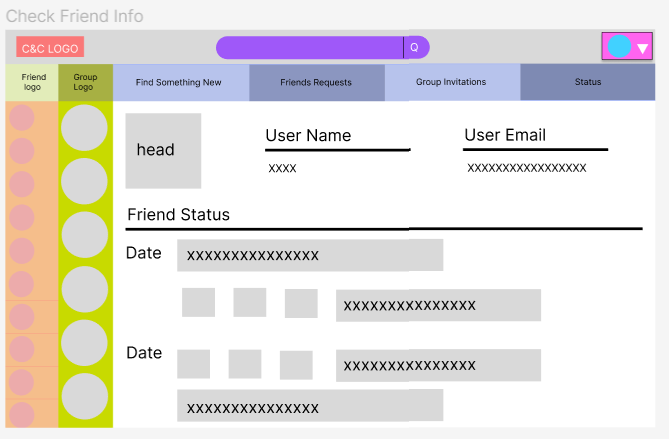 Check Friend Info
C&C LOGO
Q
Friend
logo
Group
Logo
Find Something New
Friends Requests
Group Invitations
Status
head
User Name
User Email
XXXX
XXXXXXXXXXXXXXXXX
Friend Status
Date
XXXXXXXXXXXXXXX
XXXXXXXXXXXXXXX
Date
XXXXXXXXXXXXXXX
XXXXXXXXXXXXXXX